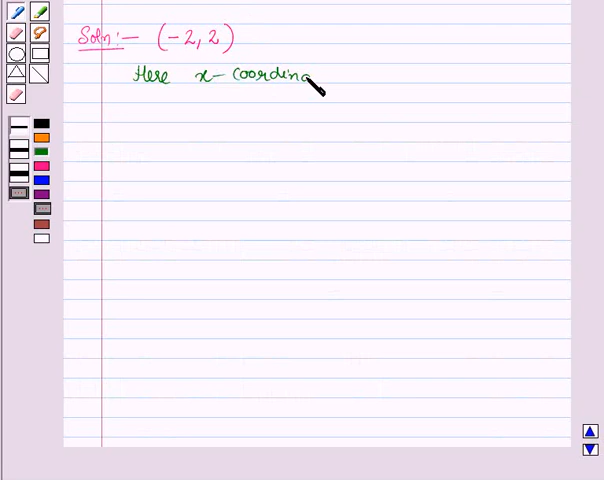 Soln:- (-2, 2)
Here x-coordina